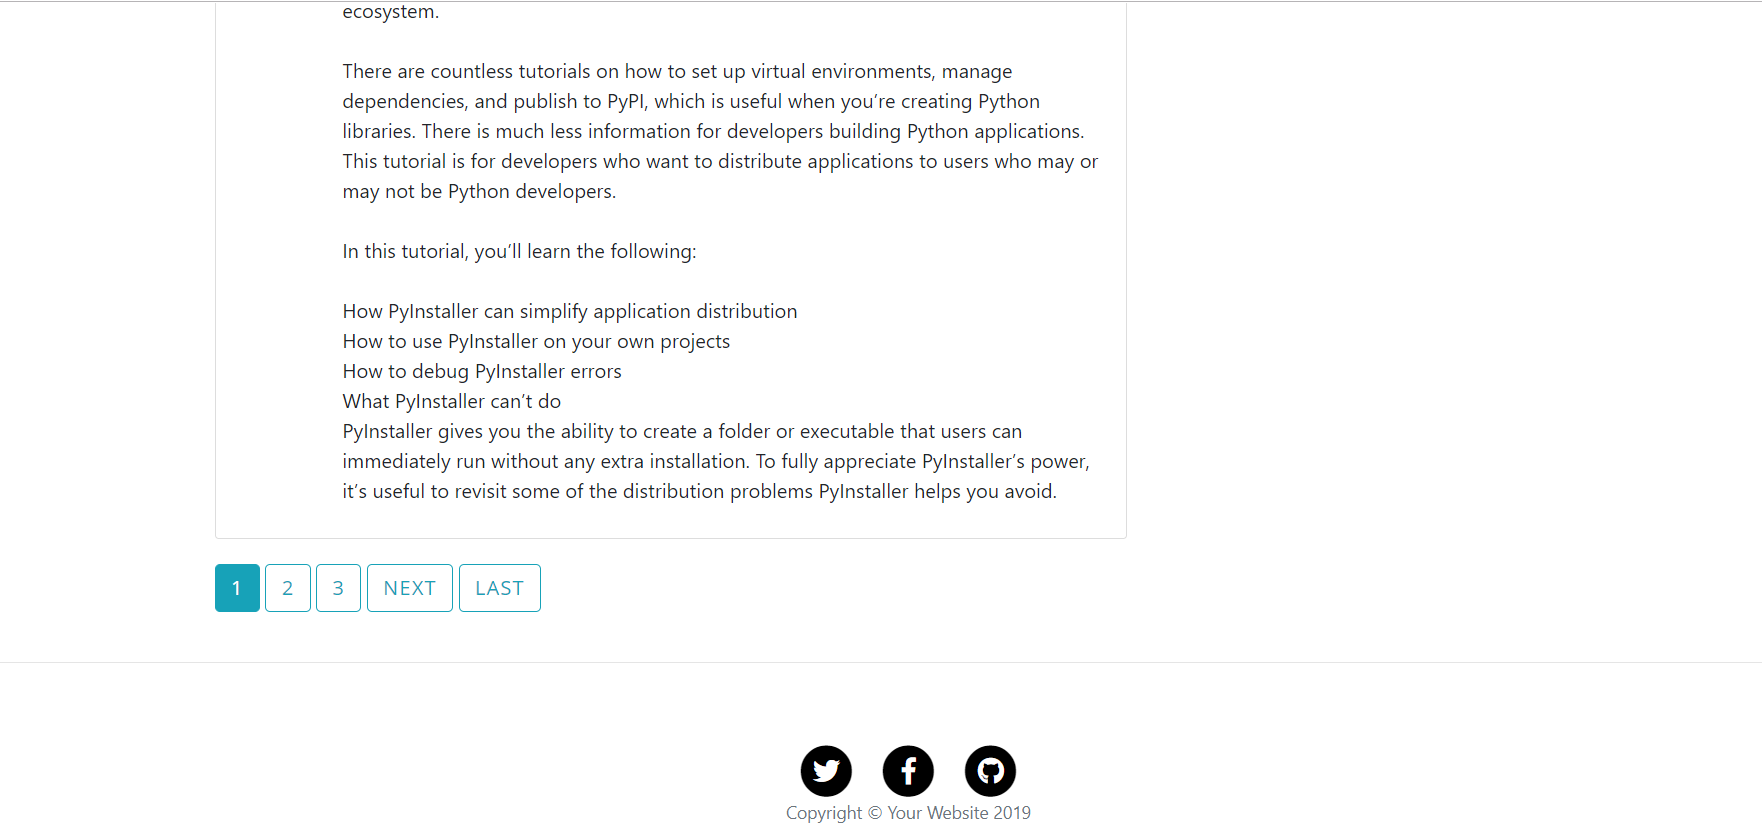 ecosystem.
There are countless tutorials on how to set up virtual environments, manage
dependencies, and publish to PyPI, which is useful when you’re creating Python
libraries. There is much less information for developers building Python applications.
This tutorial is for developers who want to distribute applications to users who may or
may not be Python developers.
In this tutorial, you’ll learn the following:
How PyInstaller can simplify application distribution
How to use PyInstaller on your own projects
How to debug PyInstaller errors
What PyInstaller can’t do
PyInstaller gives you the ability to create a folder or executable that users can
immediately run without any extra installation. To fully appreciate PyInstaller’s power,
it’s useful to revisit some of the distribution problems PyInstaller helps you avoid.
1 2 3 NEXT LAST
Copyright © Your Website 2019